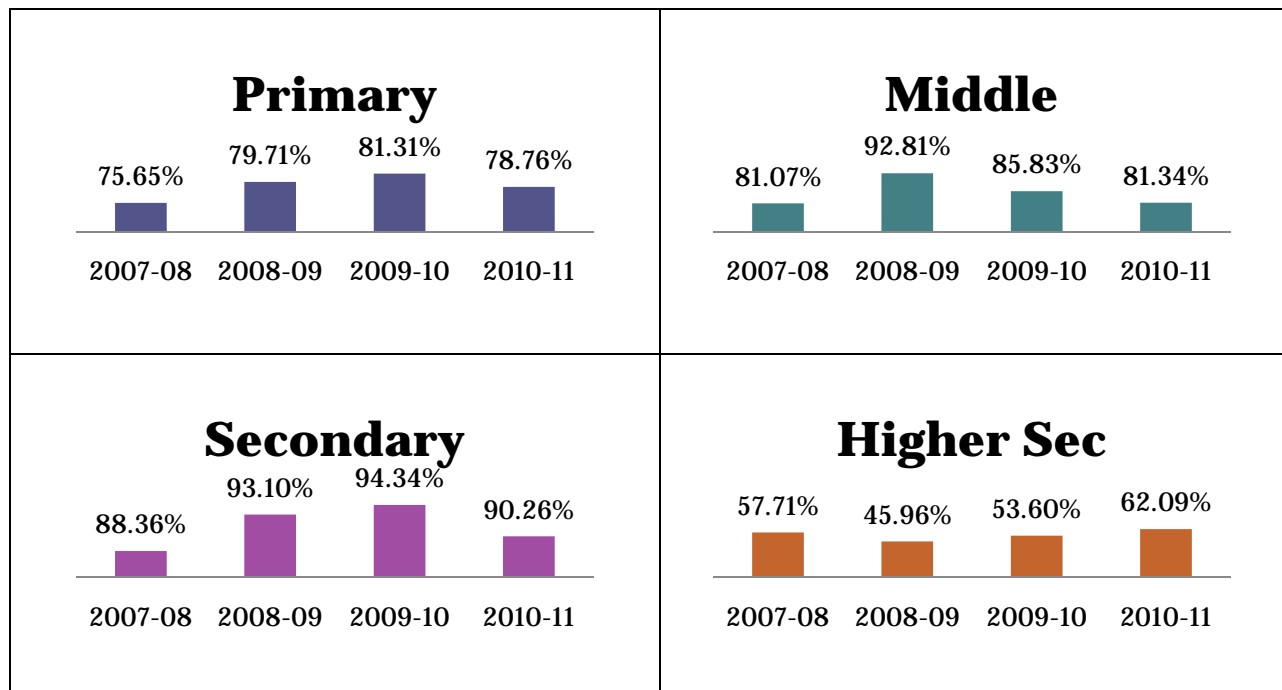 Primary
75.65%
79.71%
81.31%
78.76%
2007-08 2008-09 2009-10 2010-11
Middle
81.07%
92.81%
85.83%
81.34%
2007-08 2008-09 2009-10 2010-11
Secondary
88.36%
93.10%
94.34%
90.26%
2007-08 2008-09 2009-10 2010-11
Higher Sec
57.71%
45.96%
53.60%
62.09%
2007-08 2008-09 2009-10 2010-11